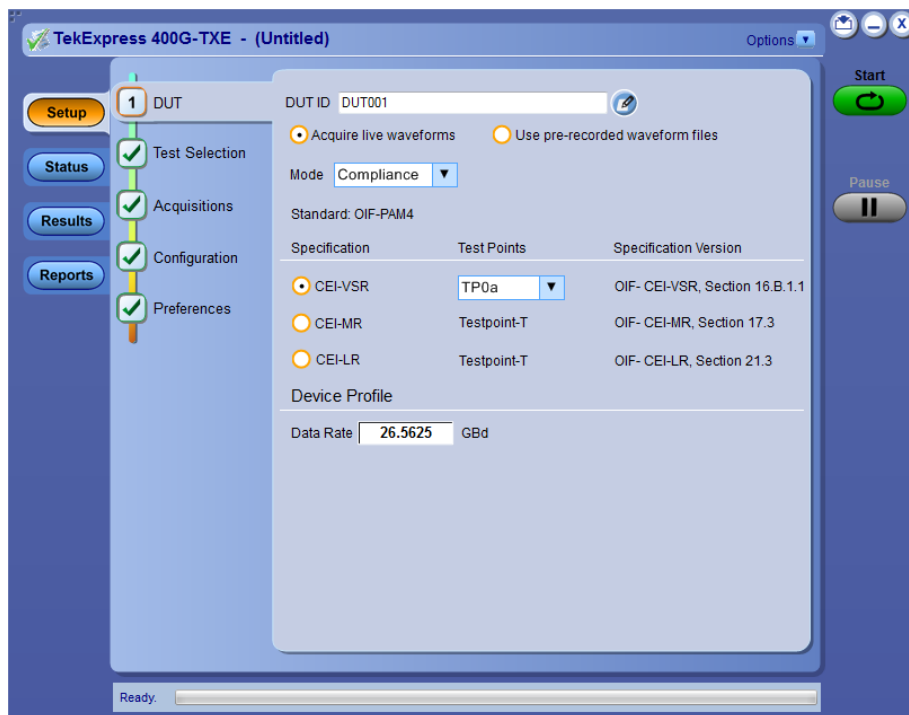 TekExpress 400G-TXE - (Untitled)
Options
Start
Pause
Setup
Status
Results
Reports
1 DUT
Test Selection
Acquisitions
Configuration
Preferences
DUT ID DUT001
Acquire live waveforms Use pre-recorded waveform files
Mode Compliance
Standard: OIF-PAM4
Specification Test Points Specification Version
CEI-VSR TP0a OIF- CEI-VSR, Section 16.B.1.1
CEI-MR Testpoint-T OIF- CEI-MR, Section 17.3
CEI-LR Testpoint-T OIF- CEI-LR, Section 21.3
Device Profile
Data Rate 26.5625 GBd
Ready.